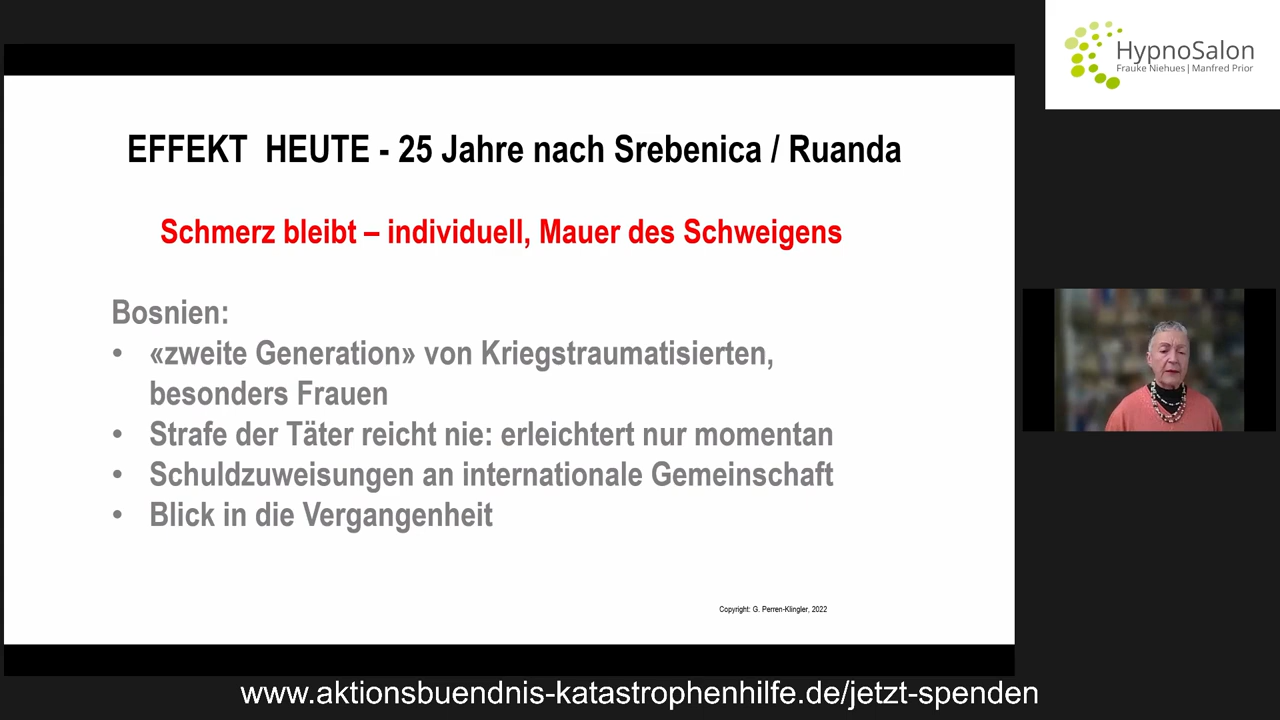 HypnoSalon
Frauke Niehues | Manfred Prior
EFFEKT HEUTE - 25 Jahre nach Srebenica / Ruanda
Schmerz bleibt – individuell, Mauer des Schweigens
Bosnien:
• «zweite Generation» von Kriegstraumatisierten,
besonders Frauen
• Strafe der Täter reicht nie: erleichtert nur momentan
• Schuldzuweisungen an internationale Gemeinschaft
• Blick in die Vergangenheit
Copyright: G. Perren-Klingler, 2022
www.aktionsbuendnis-katastrophenhilfe.de/jetzt-spenden